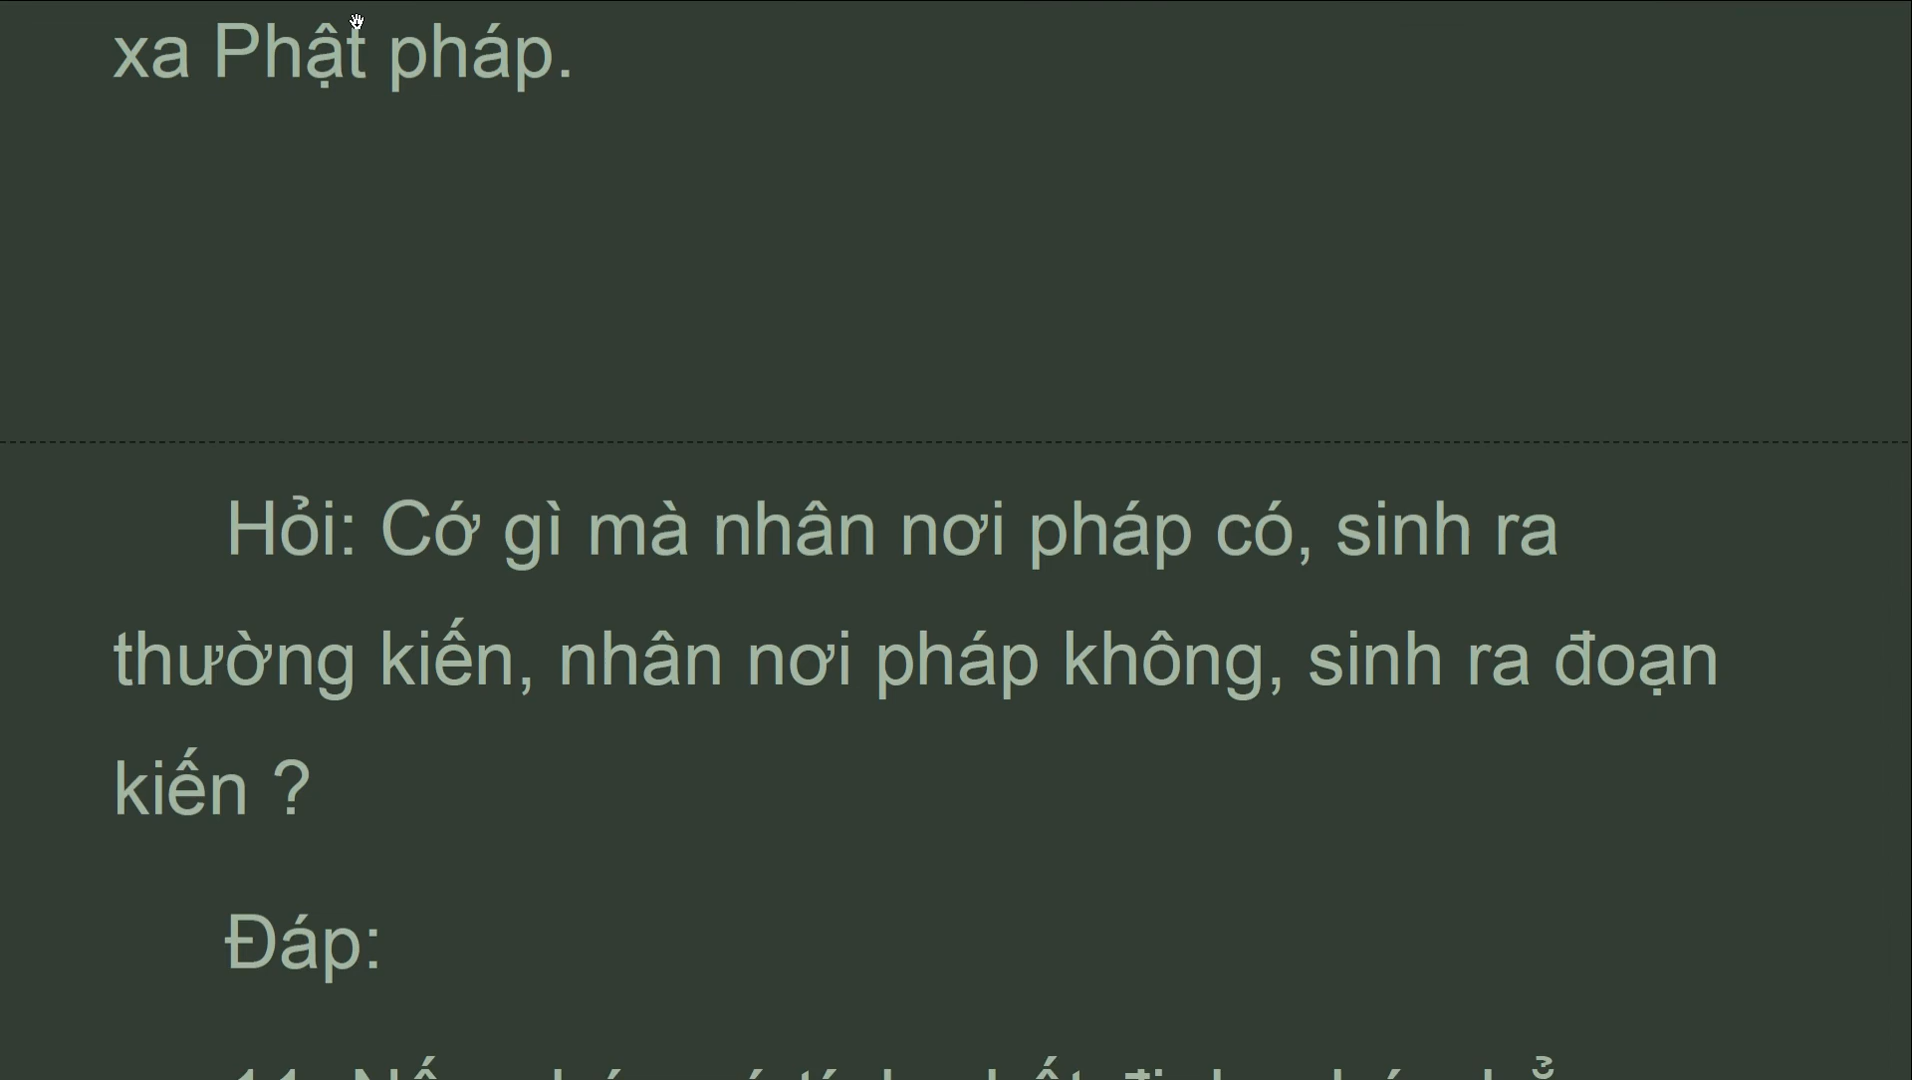 xa Phật pháp.
Hỏi: Cớ gì mà nhân nơi pháp có, sinh ra
thường kiến, nhân nơi pháp không, sinh ra đoạn
kiến ?
Đáp: